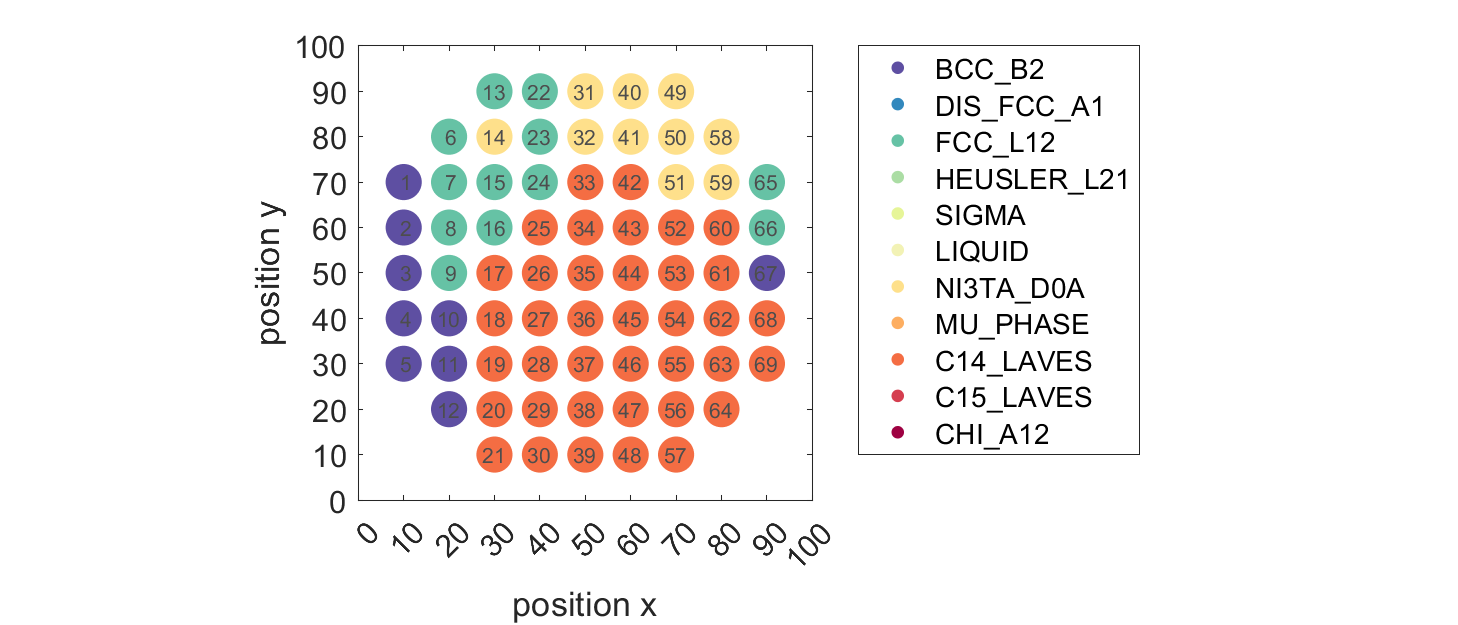 100
90
80
70
60
50
40
30
20
10
0
position y
13 22 31 40 49
6 14 23 32 41 50 58
1 7 15 24 33 42 51 59 65
2 8 16 25 34 43 52 60 66
3 9 17 26 35 44 53 61 67
4 10 18 27 36 45 54 62 68
5 11 19 28 37 46 55 63 69
12 20 29 38 47 56 64
21 30 39 48 57
0 10 20 30 40 50 60 70 80 90 100
position x
BCC_B2
DIS_FCC_A1
FCC_L12
HEUSLER_L21
SIGMA
LIQUID
NI3TA_D0A
MU_PHASE
C14_LAVES
C15_LAVES
CHI_A12